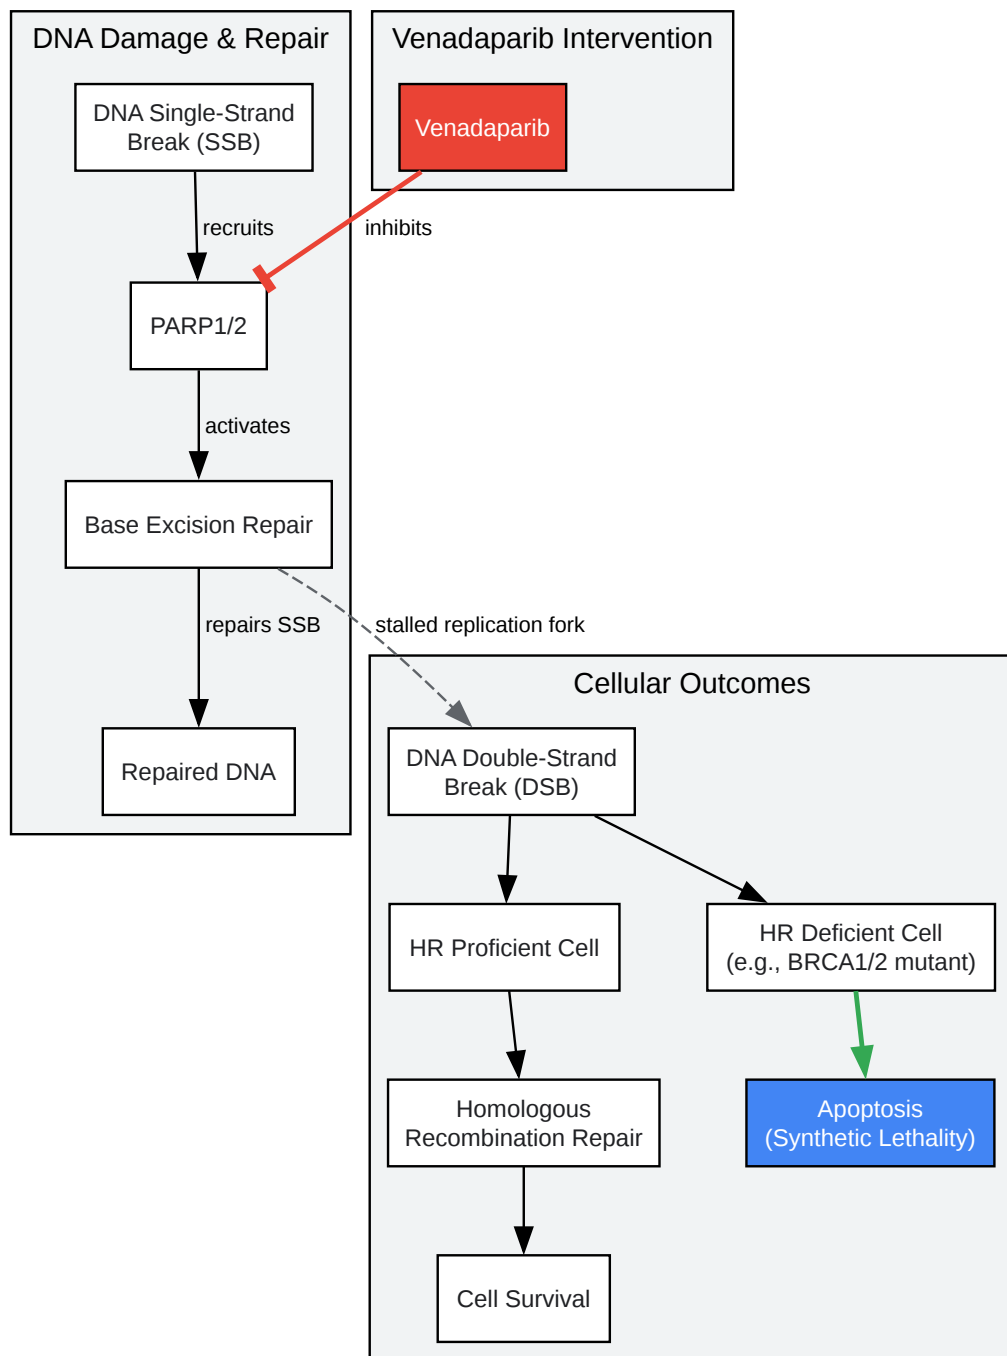 DNA Damage & Repair
DNA Single-Strand
Break (SSB)
recruits
PARP1/2
activates
Base Excision Repair
repairs SSB
Repaired DNA
Venadaparib Intervention
Venadaparib
inhibits
stalled replication fork
Cellular Outcomes
DNA Double-Strand
Break (DSB)
HR Proficient Cell
HR Deficient Cell
(e.g., BRCA1/2 mutant)
Homologous
Recombination Repair
Apoptosis
(Synthetic Lethality)
Cell Survival